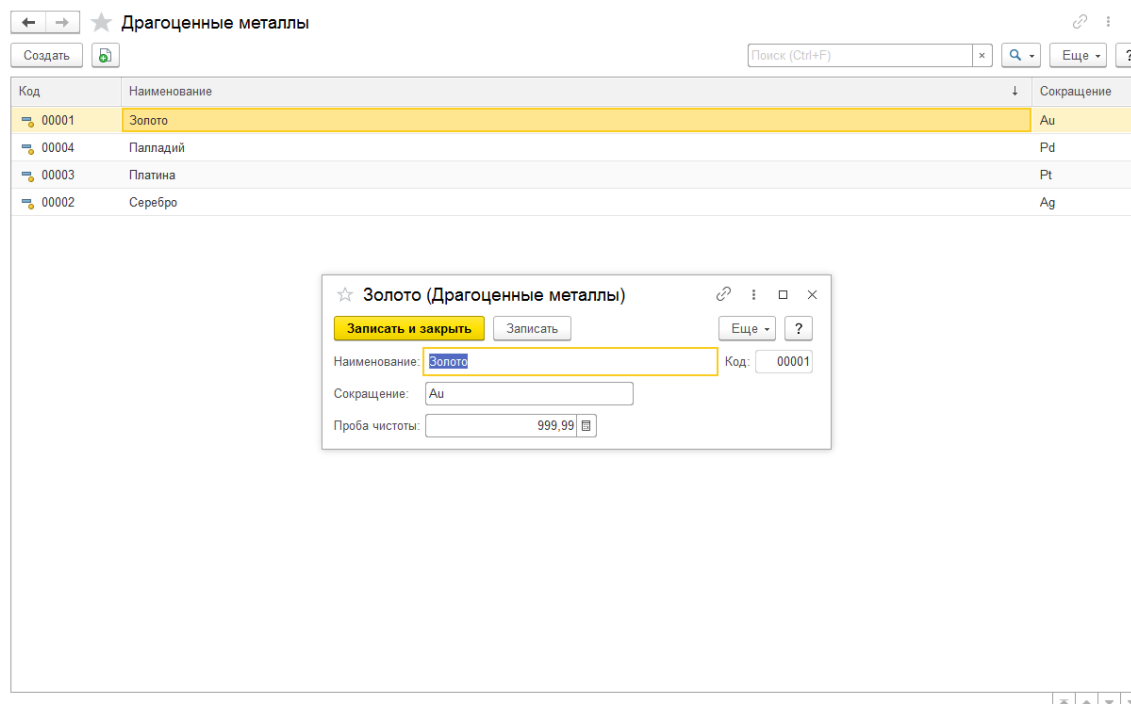 Драгоценные металлы
Создать Поиск (Ctrl+F) × Еще ?
Код Наименование ↓ Сокращение
00001 Золото Au
00004 Палладий Pd
00003 Платина Pt
00002 Серебро Ag
Золото (Драгоценные металлы)
Записать и закрыть Записать Еще ?
Наименование: Золото Код: 00001
Сокращение: Au
Проба чистоты: 999,99